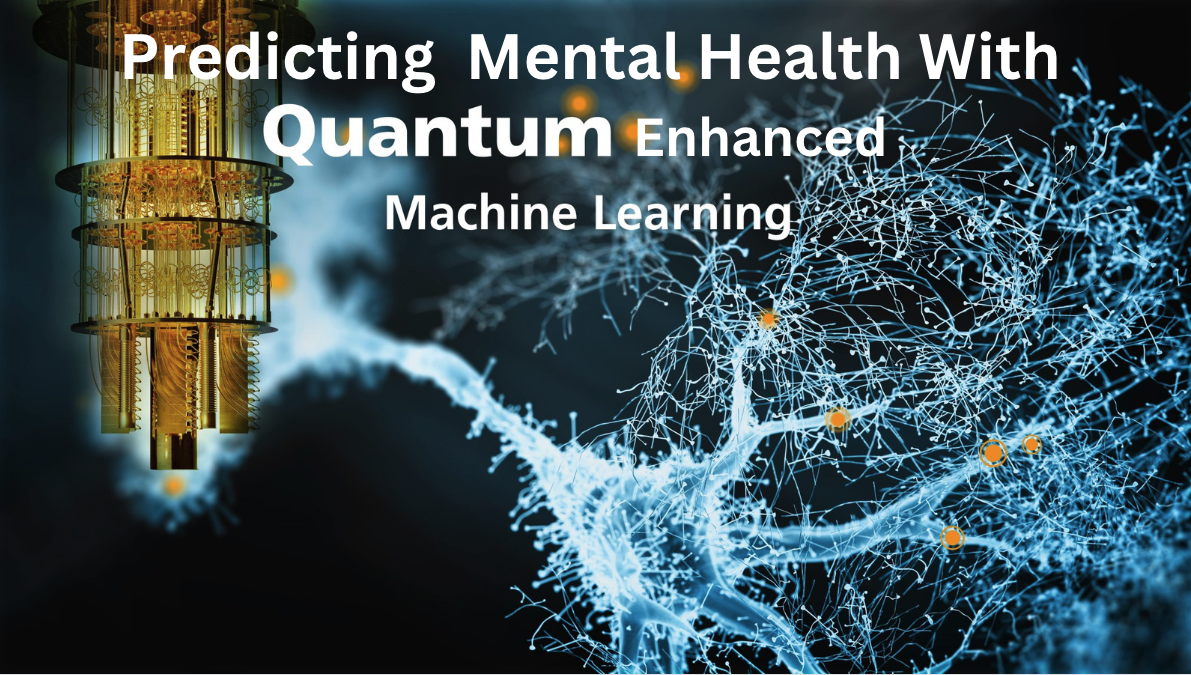 Predicting  Mental Health With
Quantum Enhanced
Machine Learning